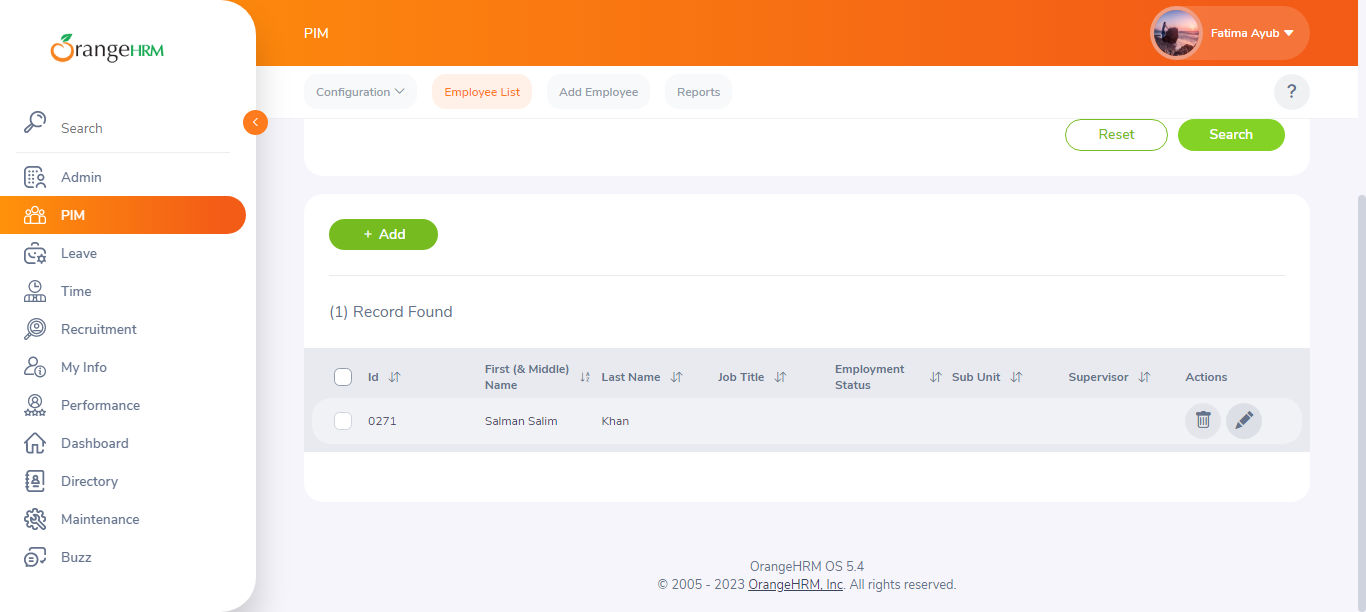 OrangeHRM
PIM
Fatima Ayub
Configuration
Employee List
Add Employee
Reports
?
Search
Admin
PIM
Leave
Time
Recruitment
My Info
Performance
Dashboard
Directory
Maintenance
Buzz
Reset
Search
+ Add
(1) Record Found
Id
First (& Middle)
Name
Last Name
Job Title
Employment
Status
Sub Unit
Supervisor
Actions
0271
Salman Salim
Khan
OrangeHRM OS 5.4
© 2005 - 2023 OrangeHRM, Inc. All rights reserved.